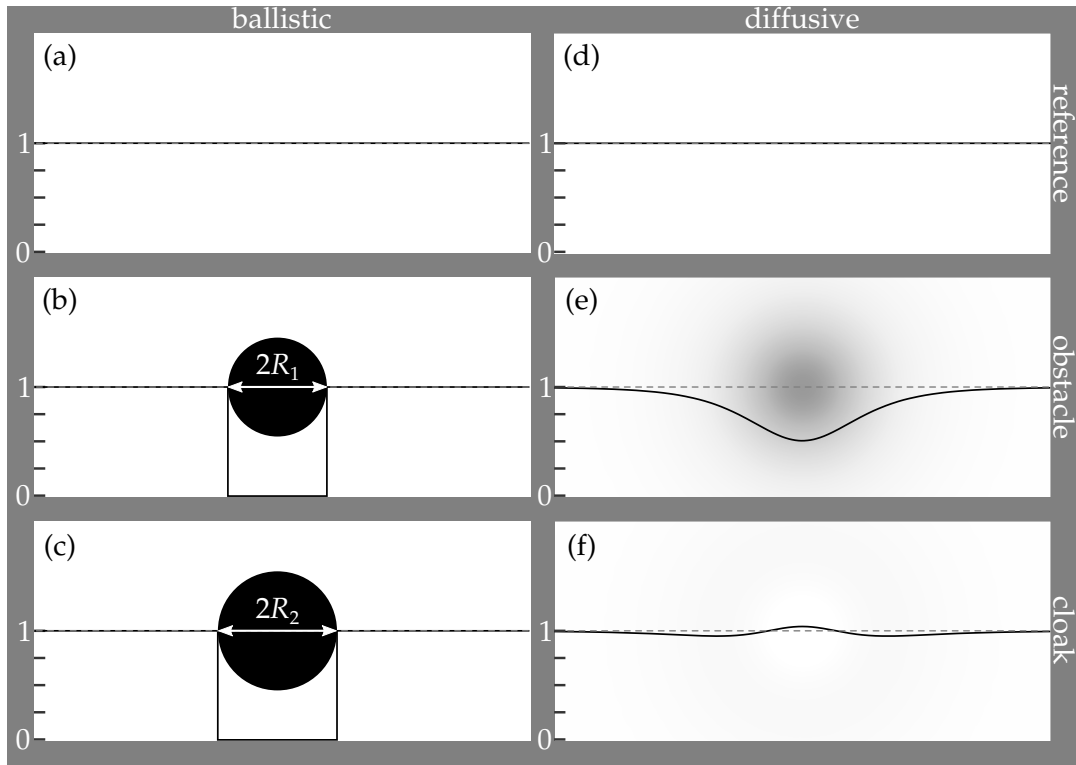 ballistic
diffusive
(a)
1
0
(d)
1
0
reference
(b)
2R₁
1
0
(e)
1
0
obstacle
(c)
2R₂
1
0
(f)
1
0
cloak